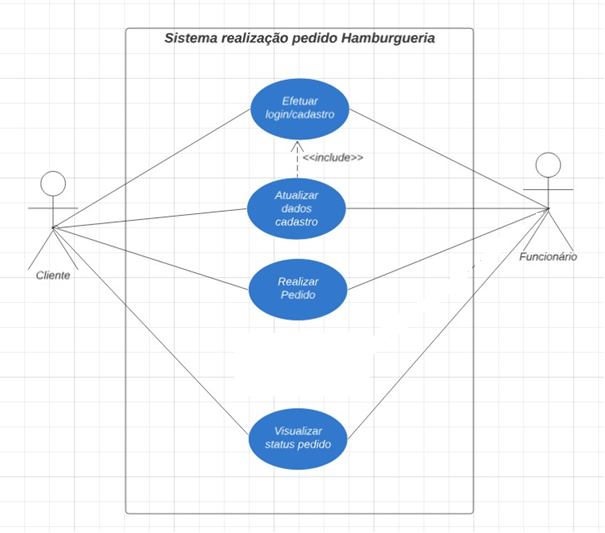 Sistema realização pedido Hamburgueria
Efetuar
login/cadastro
<<include>>
Atualizar
dados
cadastro
Cliente
Funcionário
Realizar
Pedido
Visualizar
status pedido